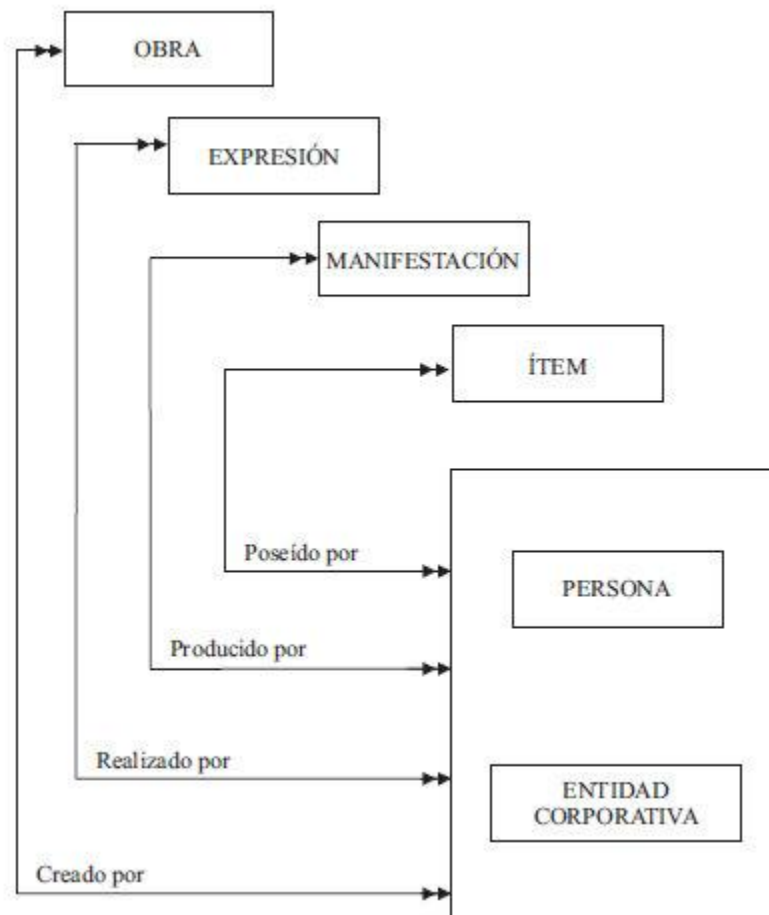 OBRA
EXPRESIÓN
MANIFESTACIÓN
ÍTEM
Poseído por
PERSONA
Producido por
Realizado por
ENTIDAD
CORPORATIVA
Creado por